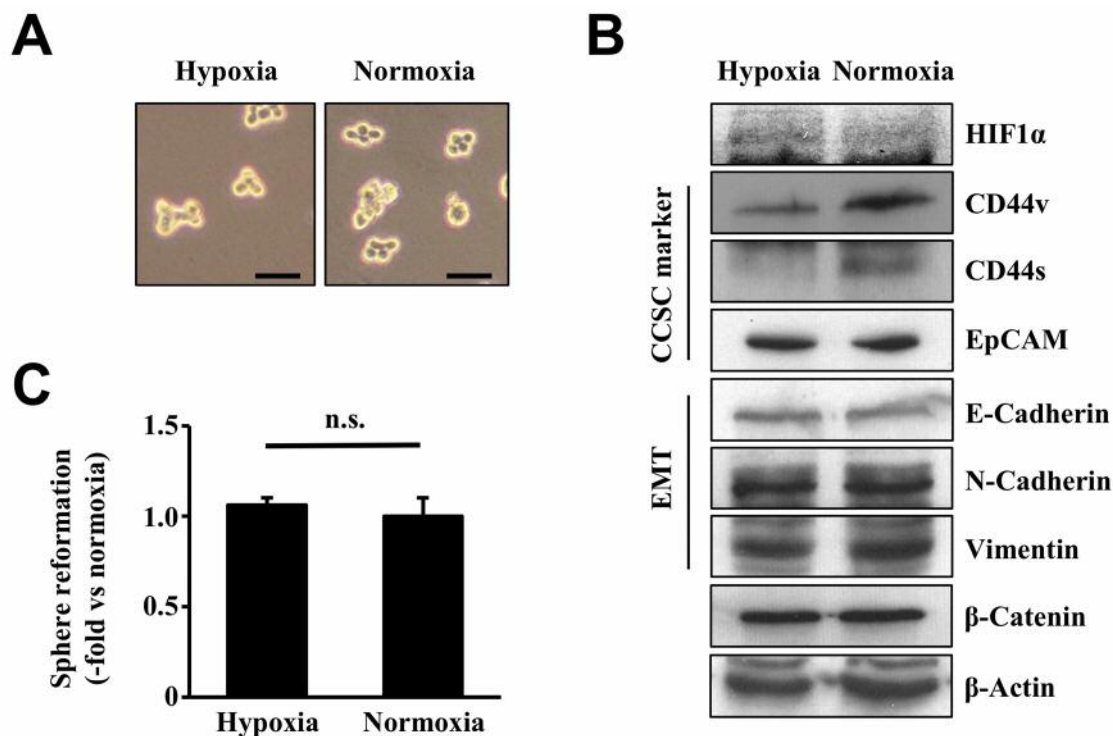 A
Hypoxia Normoxia
B
Hypoxia Normoxia
HIF1α
CCSC marker
CD44v
CD44s
EpCAM
EMT
E-Cadherin
N-Cadherin
Vimentin
β-Catenin
β-Actin
C
Sphere reformation
(-fold vs normoxia)
1.5
1.0
0.5
0
n.s.
Hypoxia Normoxia